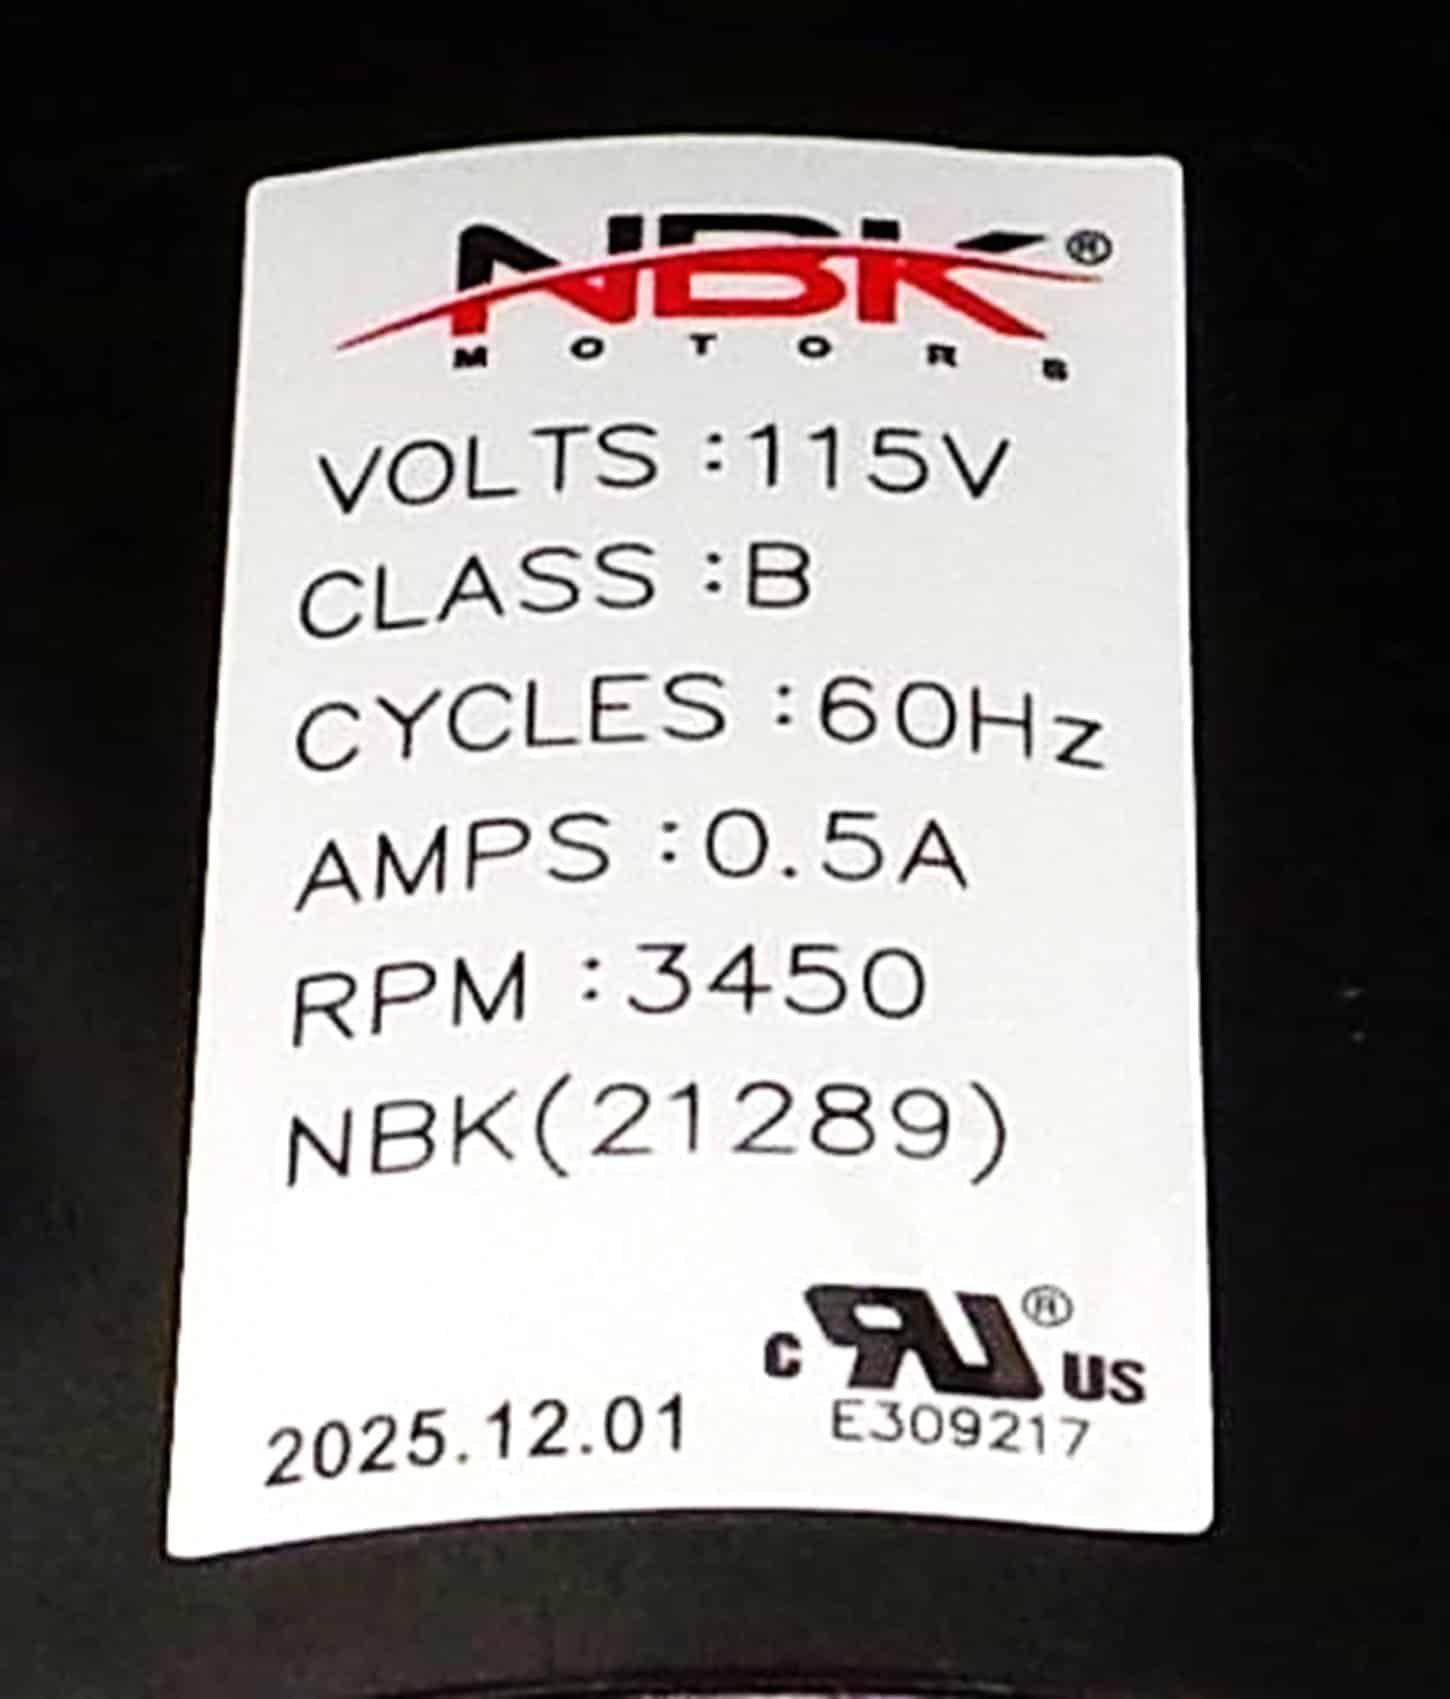 NBK®
MOTORS
VOLTS :115V
CLASS :B
CYCLES :60Hz
AMPS :0.5A
RPM :3450
NBK(21289)
c RU® US
E309217
2025.12.01